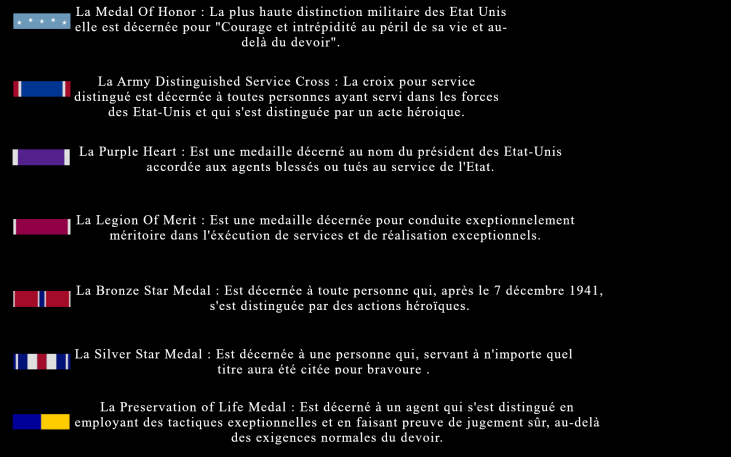 La Medal Of Honor : La plus haute distinction militaire des Etat Unis
elle est décernée pour "Courage et intrépidité au péril de sa vie et au-
delà du devoir".
La Army Distinguished Service Cross : La croix pour service
distingué est décernée à toutes personnes ayant servi dans les forces
des Etat-Unis et qui s'est distinguée par un acte héroique.
La Purple Heart : Est une medaille décerné au nom du président des Etat-Unis
accordée aux agents blessés ou tués au service de l'Etat.
La Legion Of Merit : Est une medaille décernée pour conduite exeptionnelement
méritoire dans l'éxécution de services et de réalisation exceptionnels.
La Bronze Star Medal : Est décernée à toute personne qui, après le 7 décembre 1941,
s'est distinguée par des actions héroïques.
La Silver Star Medal : Est décernée à une personne qui, servant à n'importe quel
titre aura été citée pour bravoure .
La Preservation of Life Medal : Est décerné à un agent qui s'est distingué en
employant des tactiques exeptionnelles et en faisant preuve de jugement sûr, au-delà
des exigences normales du devoir.